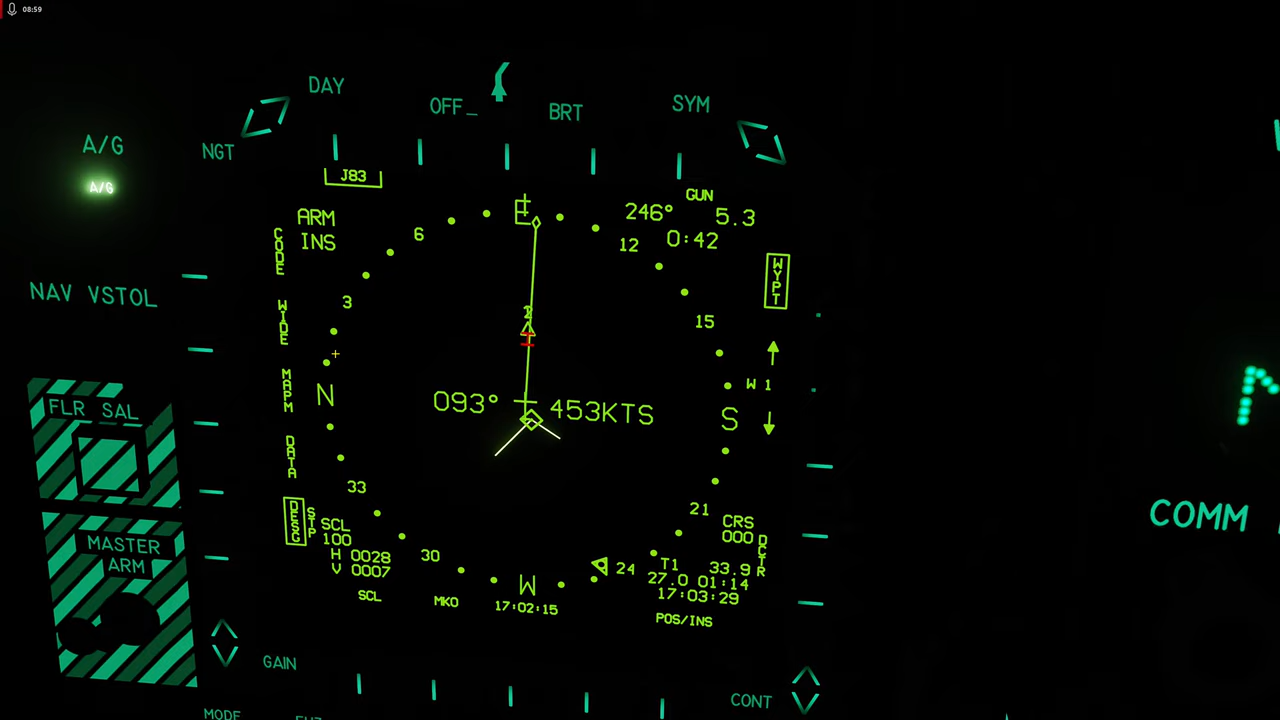 08:59
DAY
OFF_
BRT
SYM
NGT
A/G
A/G
NAV VSTOL
J83
GUN
246° 5.3
0:42
ARM
INS
CODE
WIDE
MAPM
DATA
DESG
STP
WYPT
W 1
E
6
12
3
15
N
S
33
21
30
24
W
2
093°
453KTS
SCL
100
H 0028
V 0007
SCL
MKO
17:02:15
CRS
000
T1 33.9
27.0 01:14
17:03:29
POS/INS
FLR SAL
MASTER
ARM
GAIN
CONT
MODE
COMM